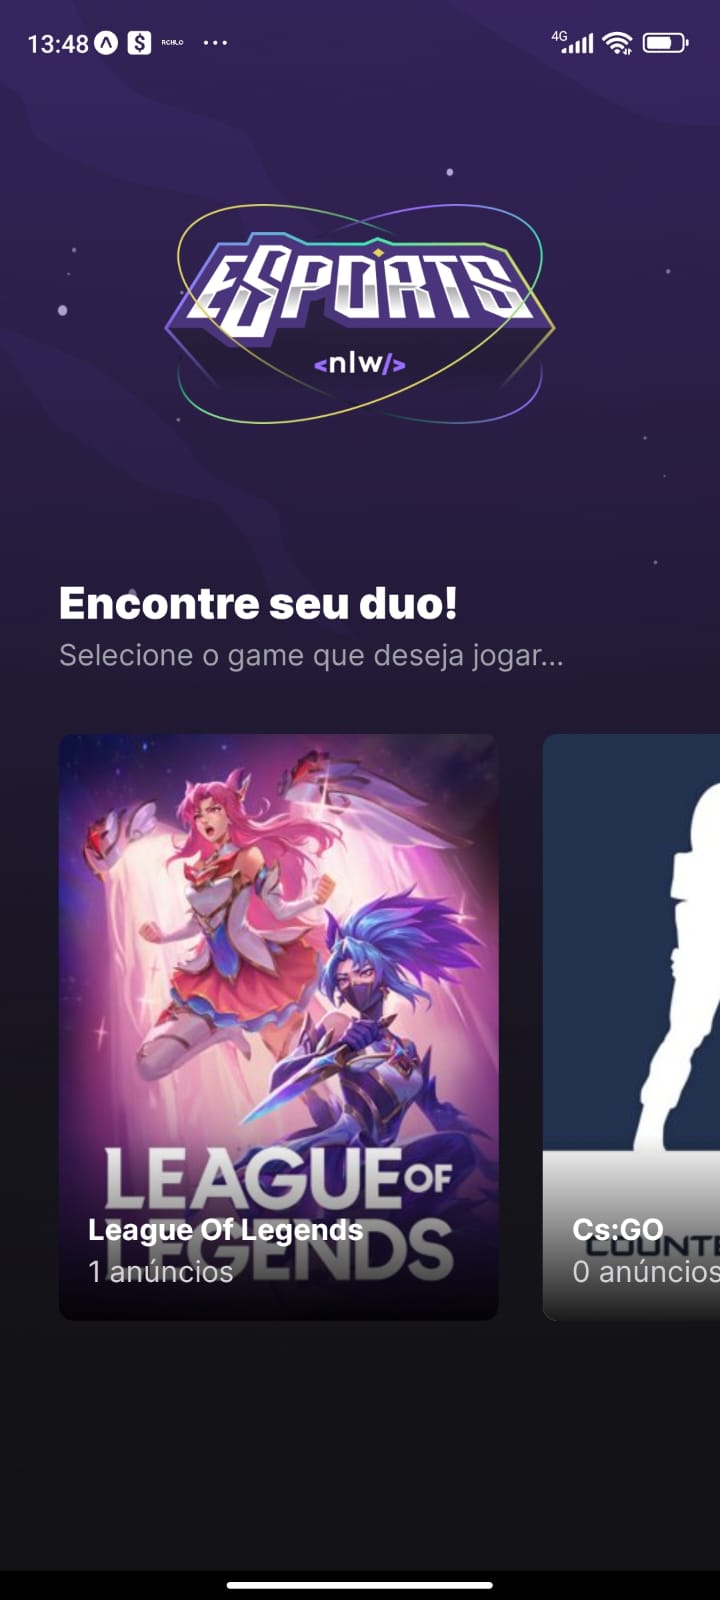 13:48 $ RCHLO ... 4G
ESPORTS
<nlw/>
Encontre seu duo!
Selecione o game que deseja jogar...
LEAGUE OF
LEGENDS
League Of Legends
1 anúncios
Cs:GO
0 anúncios